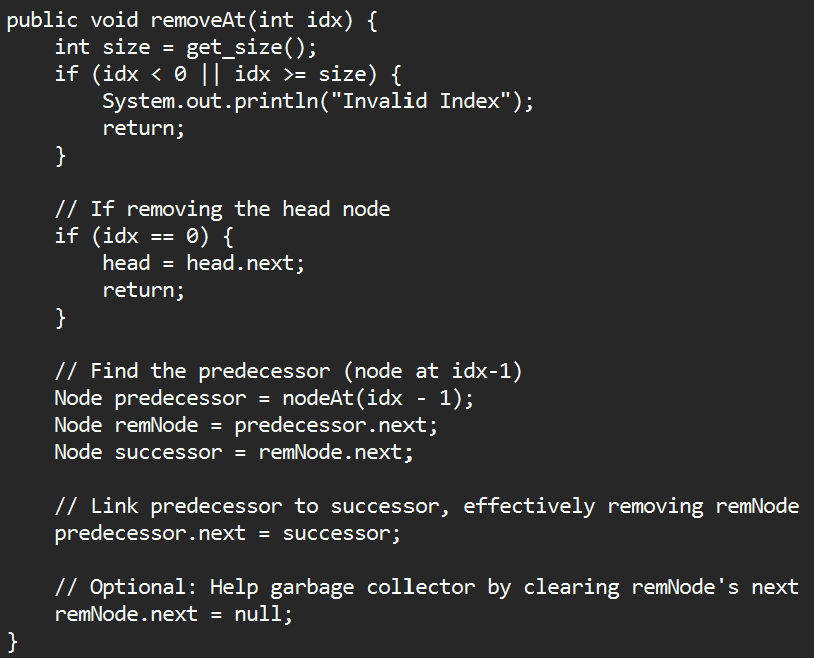 public void removeAt(int idx) {
    int size = get_size();
    if (idx < 0 || idx >= size) {
        System.out.println("Invalid Index");
        return;
    }

    // If removing the head node
    if (idx == 0) {
        head = head.next;
        return;
    }

    // Find the predecessor (node at idx-1)
    Node predecessor = nodeAt(idx - 1);
    Node remNode = predecessor.next;
    Node successor = remNode.next;

    // Link predecessor to successor, effectively removing remNode
    predecessor.next = successor;

    // Optional: Help garbage collector by clearing remNode's next
    remNode.next = null;
}